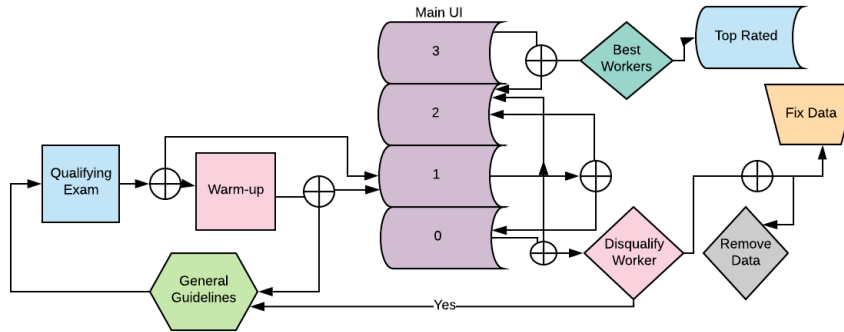 Main UI
3
Best
Workers
Top Rated
2
Fix Data
Qualifying
Exam
Warm-up
1
0
Disqualify
Worker
Remove
Data
General
Guidelines
Yes